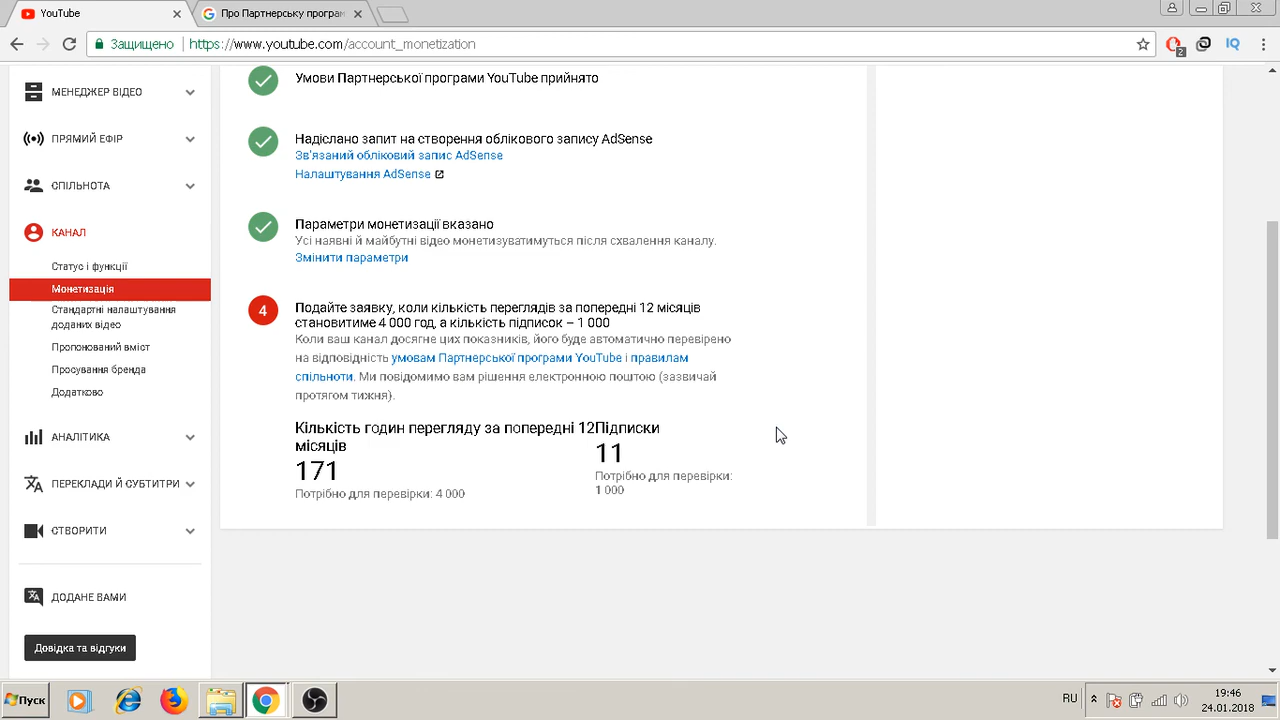 YouTube
Про Партнерську програм
Защищено
https://www.youtube.com/account_monetization
2
IQ
МЕНЕДЖЕР ВІДЕО
ПРЯМИЙ ЕФІР
СПІЛЬНОТА
КАНАЛ
Статус і функції
Монетизація
Стандартні налаштування
доданих відео
Пропонований вміст
Просування бренда
Додатково
АНАЛІТИКА
ПЕРЕКЛАДИ Й СУБТИТРИ
СТВОРИТИ
ДОДАНЕ ВАМИ
Довідка та відгуки
Умови Партнерської програми YouTube прийнято
Надіслано запит на створення облікового запису AdSense
Зв'язаний обліковий запис AdSense
Налаштування AdSense
Параметри монетизації вказано
Усі наявні й майбутні відео монетизуватимуться після схвалення каналу.
Змінити параметри
4
Подайте заявку, коли кількість переглядів за попередні 12 місяців
становитиме 4 000 год, а кількість підписок – 1 000
Коли ваш канал досягне цих показників, його буде автоматично перевірено
на відповідність умовам Партнерської програми YouTube і правилам
спільноти. Ми повідомимо вам рішення електронною поштою (зазвичай
протягом тижня).
Кількість годин перегляду за попередні 12
місяців
171
Потрібно для перевірки: 4 000
Підписки
11
Потрібно для перевірки:
1 000
Пуск
RU
19:46
24.01.2018